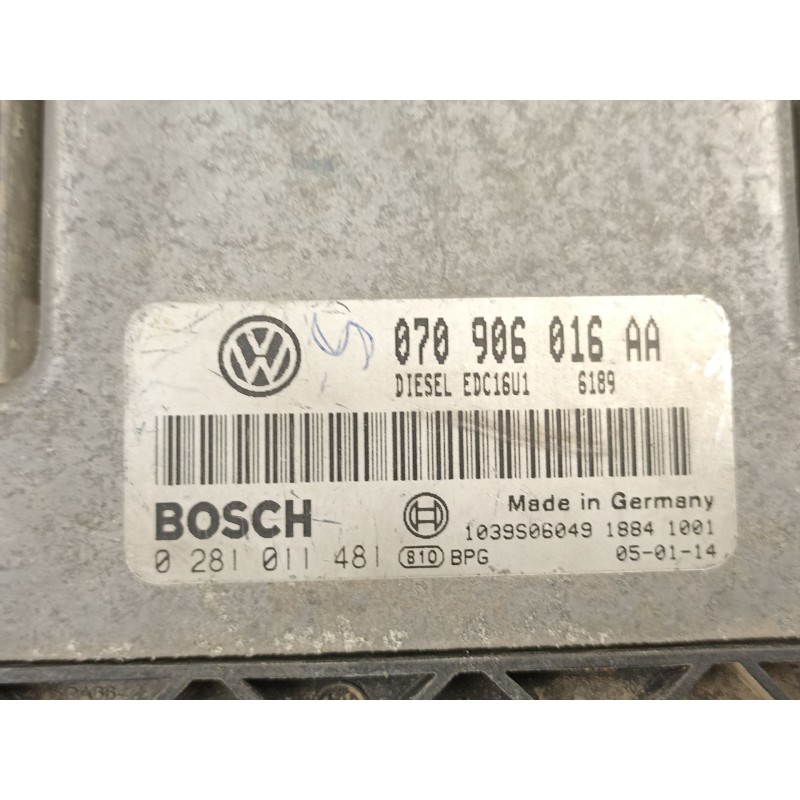 070 906 016 AA
DIESEL EDC16U1 6189
BOSCH
Made in Germany
1039S06049 1884 1001
0 281 011 481 810 BPG 05-01-14